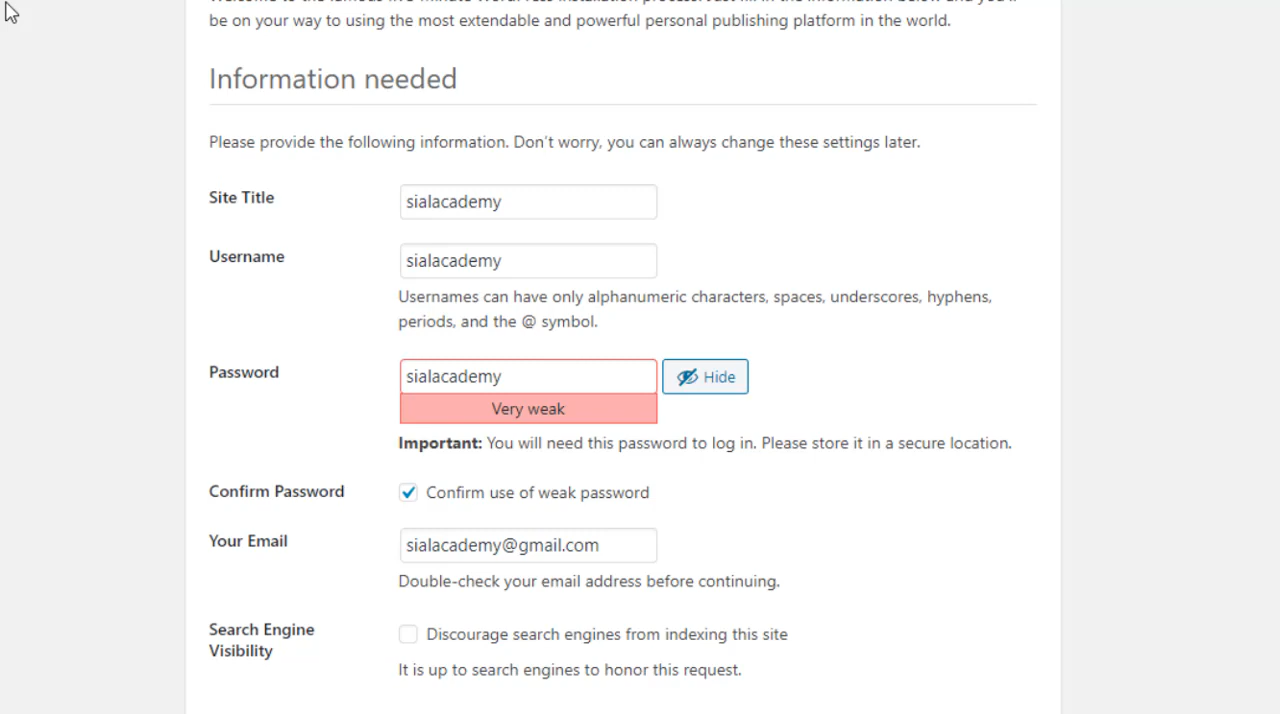 be on your way to using the most extendable and powerful personal publishing platform in the world.
Information needed
Please provide the following information. Don't worry, you can always change these settings later.
Site Title
sialacademy
Username
sialacademy
Usernames can have only alphanumeric characters, spaces, underscores, hyphens,
periods, and the @ symbol.
Password
sialacademy
Hide
Very weak
Important: You will need this password to log in. Please store it in a secure location.
Confirm Password
Confirm use of weak password
Your Email
sialacademy@gmail.com
Double-check your email address before continuing.
Search Engine
Visibility
Discourage search engines from indexing this site
It is up to search engines to honor this request.